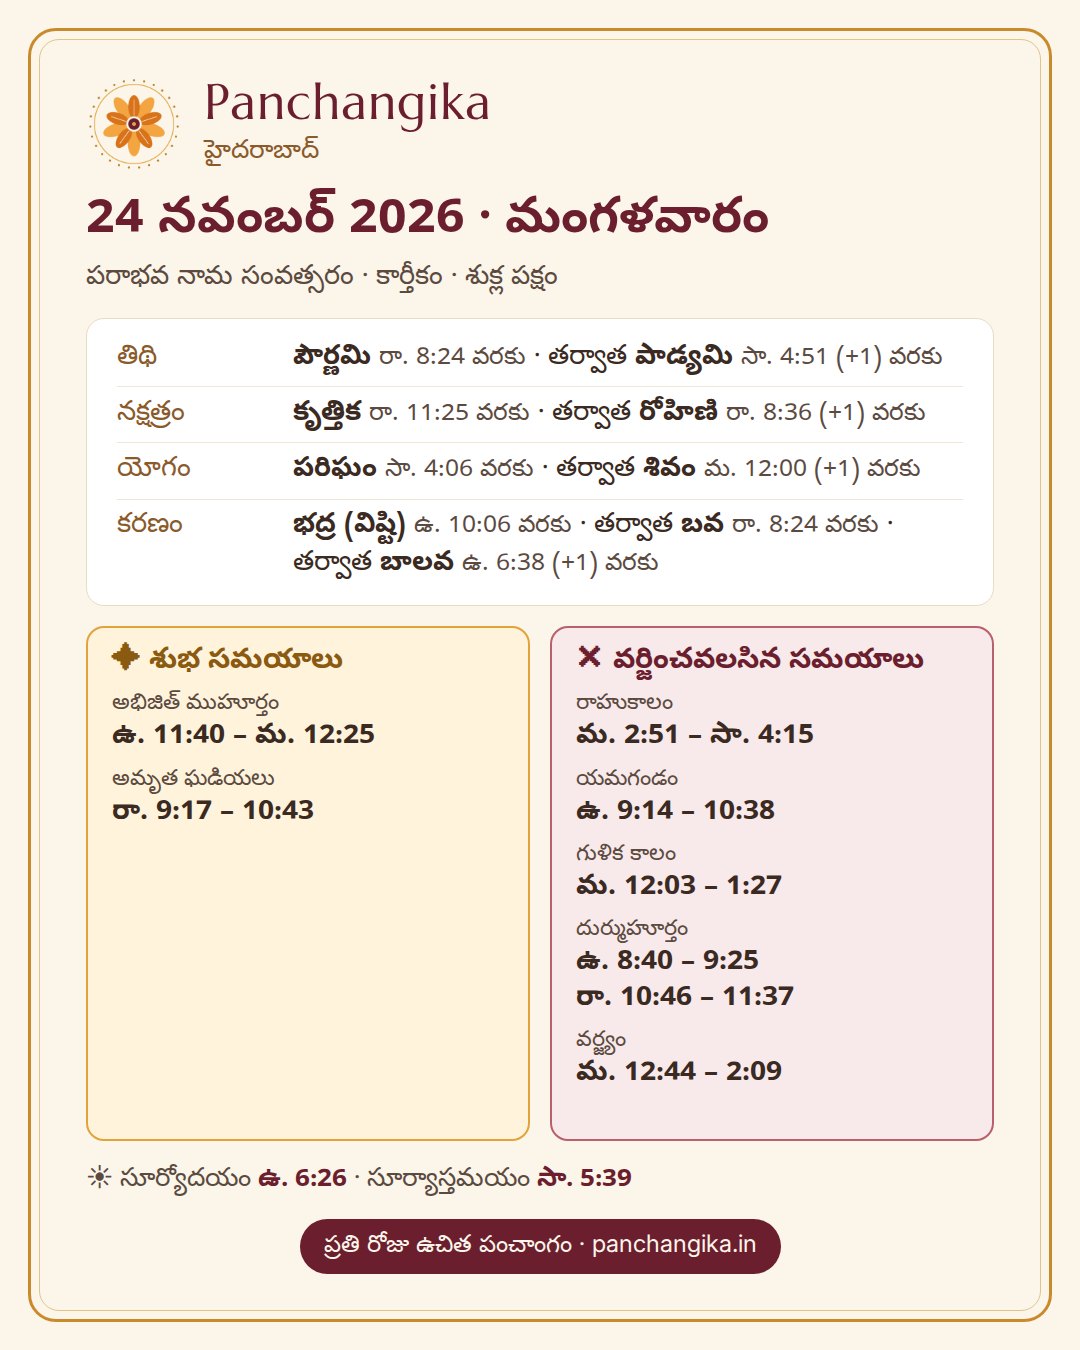 Panchangika
హైదరాబాద్
24 నవంబర్ 2026 · మంగళవారం
పరాభవ నామ సంవత్సరం · కార్తీకం · శుక్ల పక్షం
తిథి పౌర్ణమి రా. 8:24 వరకు · తర్వాత పాడ్యమి సా. 4:51 (+1) వరకు
నక్షత్రం కృత్తిక రా. 11:25 వరకు · తర్వాత రోహిణి రా. 8:36 (+1) వరకు
యోగం పరిఘం సా. 4:06 వరకు · తర్వాత శివం మ. 12:00 (+1) వరకు
కరణం భద్ర (విష్టి) ఉ. 10:06 వరకు · తర్వాత బవ రా. 8:24 వరకు ·
తర్వాత బాలవ ఉ. 6:38 (+1) వరకు
శుభ సమయాలు
అభిజిత్ ముహూర్తం
ఉ. 11:40 – మ. 12:25
అమృత ఘడియలు
రా. 9:17 – 10:43
వర్జించవలసిన సమయాలు
రాహుకాలం
మ. 2:51 – సా. 4:15
యమగండం
ఉ. 9:14 – 10:38
గుళిక కాలం
మ. 12:03 – 1:27
దుర్ముహూర్తం
ఉ. 8:40 – 9:25
రా. 10:46 – 11:37
వర్జ్యం
మ. 12:44 – 2:09
సూర్యోదయం ఉ. 6:26 · సూర్యాస్తమయం సా. 5:39
ప్రతి రోజు ఉచిత పంచాంగం · panchangika.in